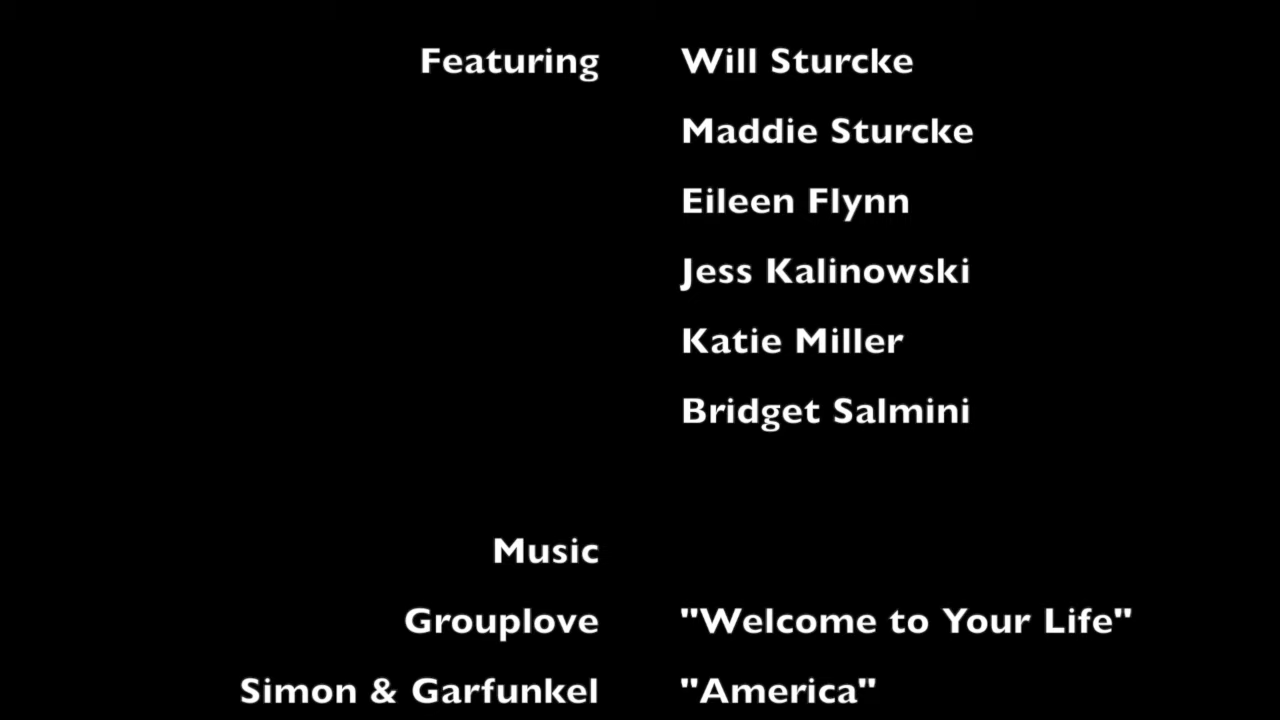 Featuring Will Sturcke
Maddie Sturcke
Eileen Flynn
Jess Kalinowski
Katie Miller
Bridget Salmini
Music
Grouplove "Welcome to Your Life"
Simon & Garfunkel "America"